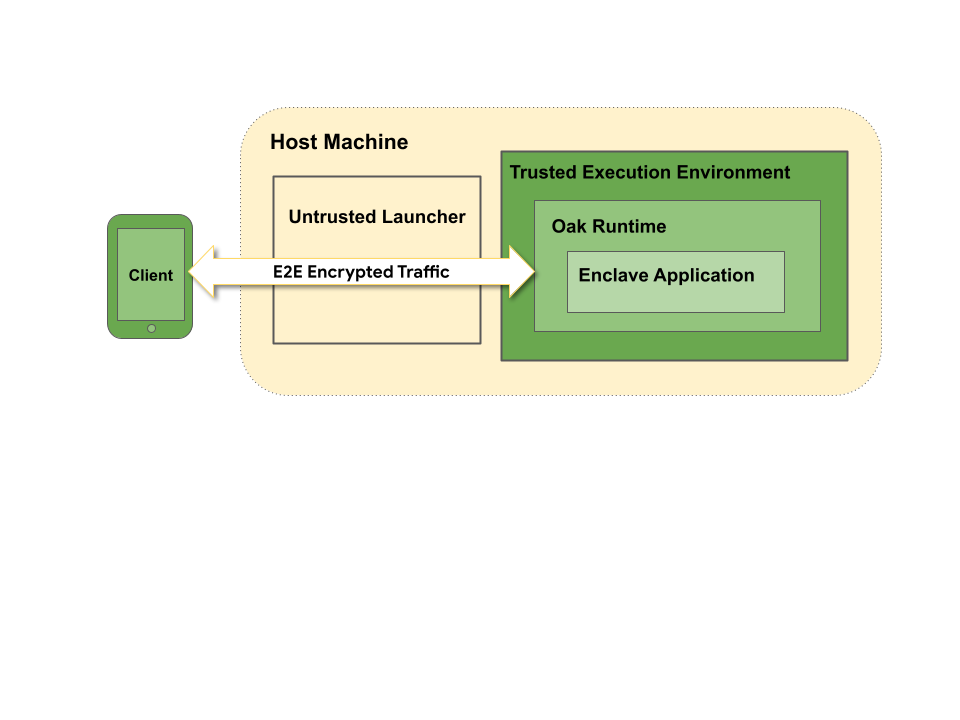 Host Machine
Trusted Execution Environment
Untrusted Launcher
Oak Runtime
Client
E2E Encrypted Traffic
Enclave Application